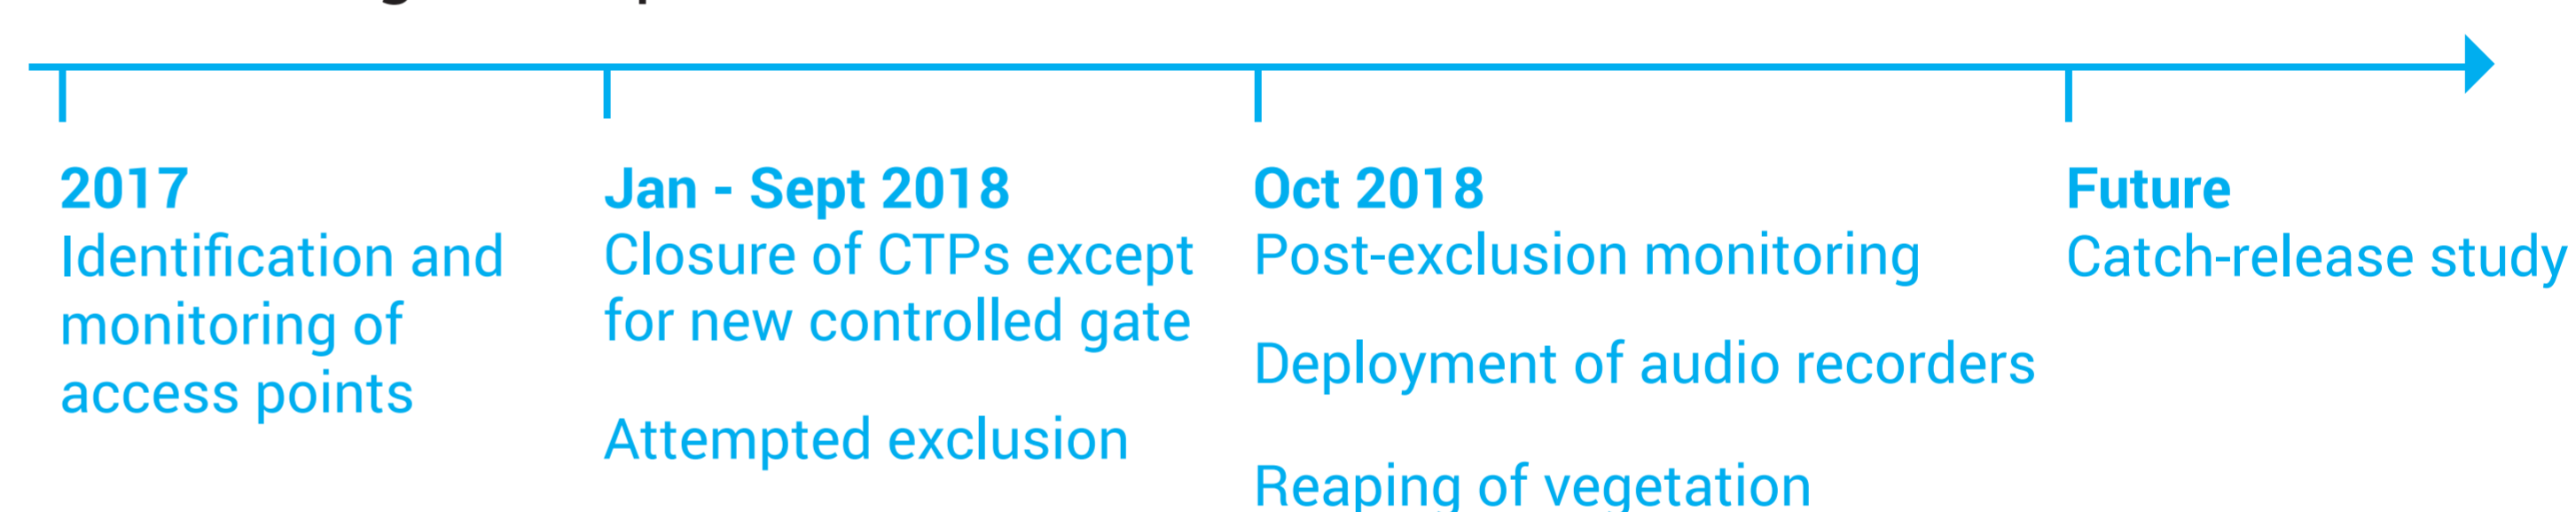 2017
Identification and
monitoring of
access points
Jan - Sept 2018
Closure of CTPs except
for new controlled gate
Attempted exclusion
Oct 2018
Post-exclusion monitoring
Deployment of audio recorders
Reaping of vegetation
Future
Catch-release study